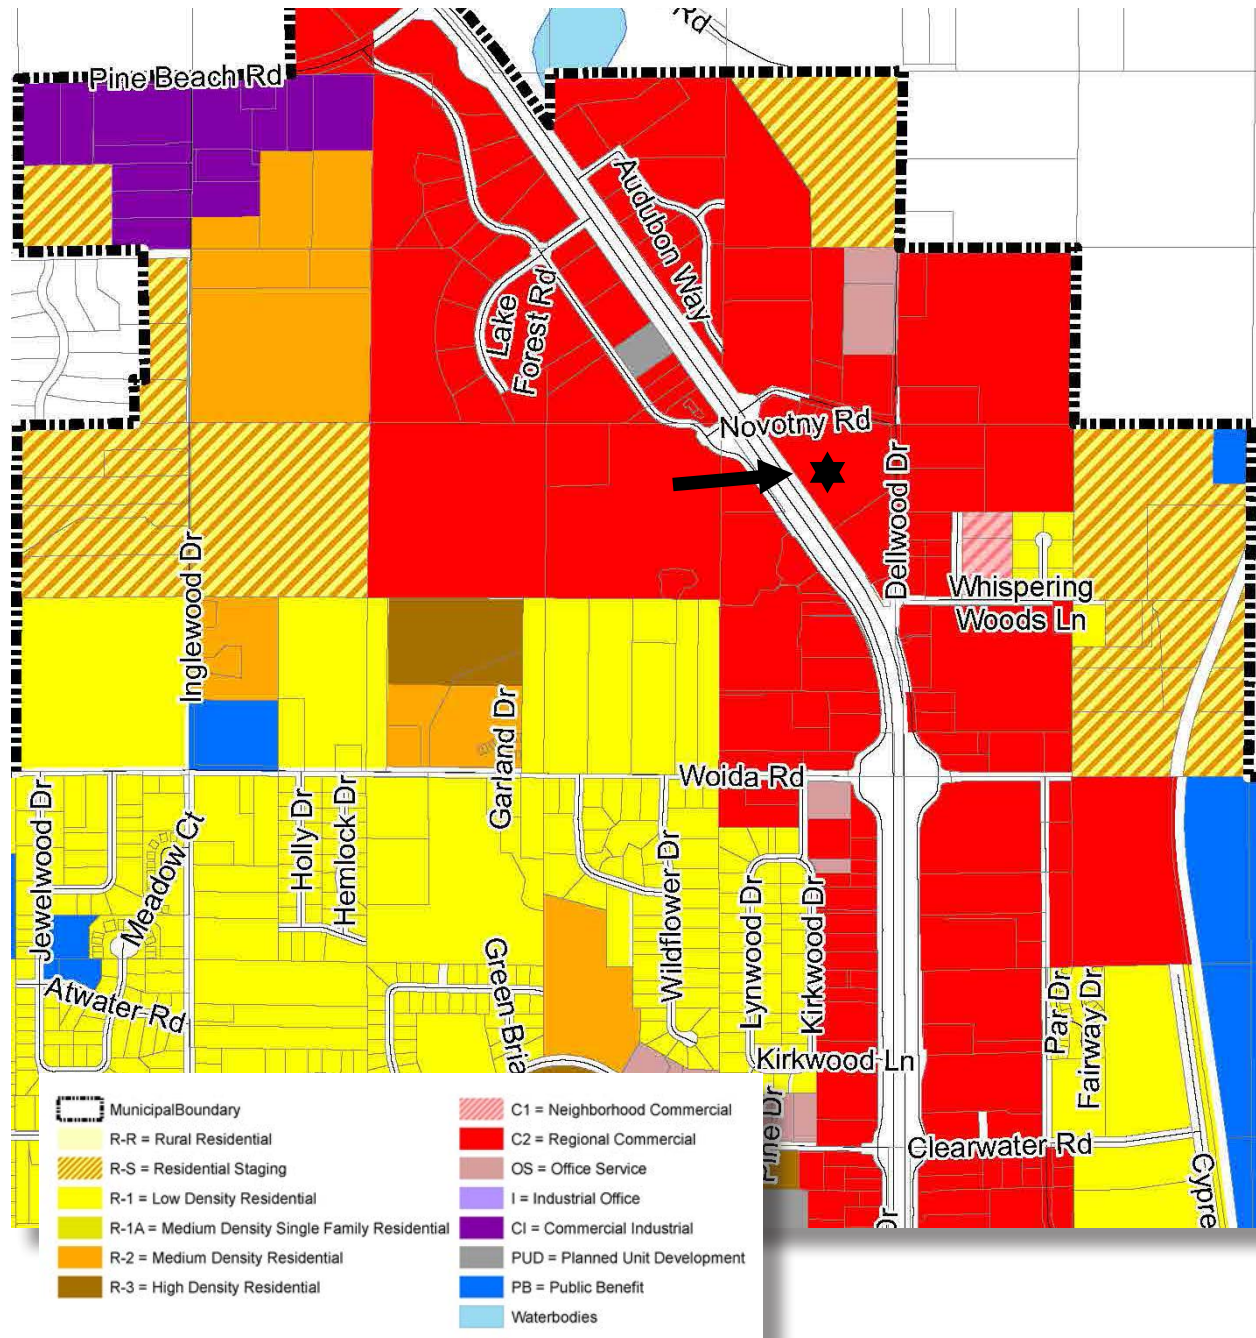 Rd
Pine Beach Rd
Audubon Way
Lake
Forest Rd
Novotny Rd
Dellwood Dr
Whispering
Woods Ln
Inglewood Dr
Garland Dr
Woida Rd
Jewelwood Dr
Meadow Ct
Holly Dr
Hemlock Dr
Wildflower Dr
Lynwood Dr
Kirkwood Dr
Green Bria
Atwater Rd
Par Dr
Fairway Dr
Kirkwood Ln
Pine Dr
Clearwater Rd
Cypre
Dr
MunicipalBoundary
R-R = Rural Residential
R-S = Residential Staging
R-1 = Low Density Residential
R-1A = Medium Density Single Family Residential
R-2 = Medium Density Residential
R-3 = High Density Residential
C1 = Neighborhood Commercial
C2 = Regional Commercial
OS = Office Service
I = Industrial Office
CI = Commercial Industrial
PUD = Planned Unit Development
PB = Public Benefit
Waterbodies